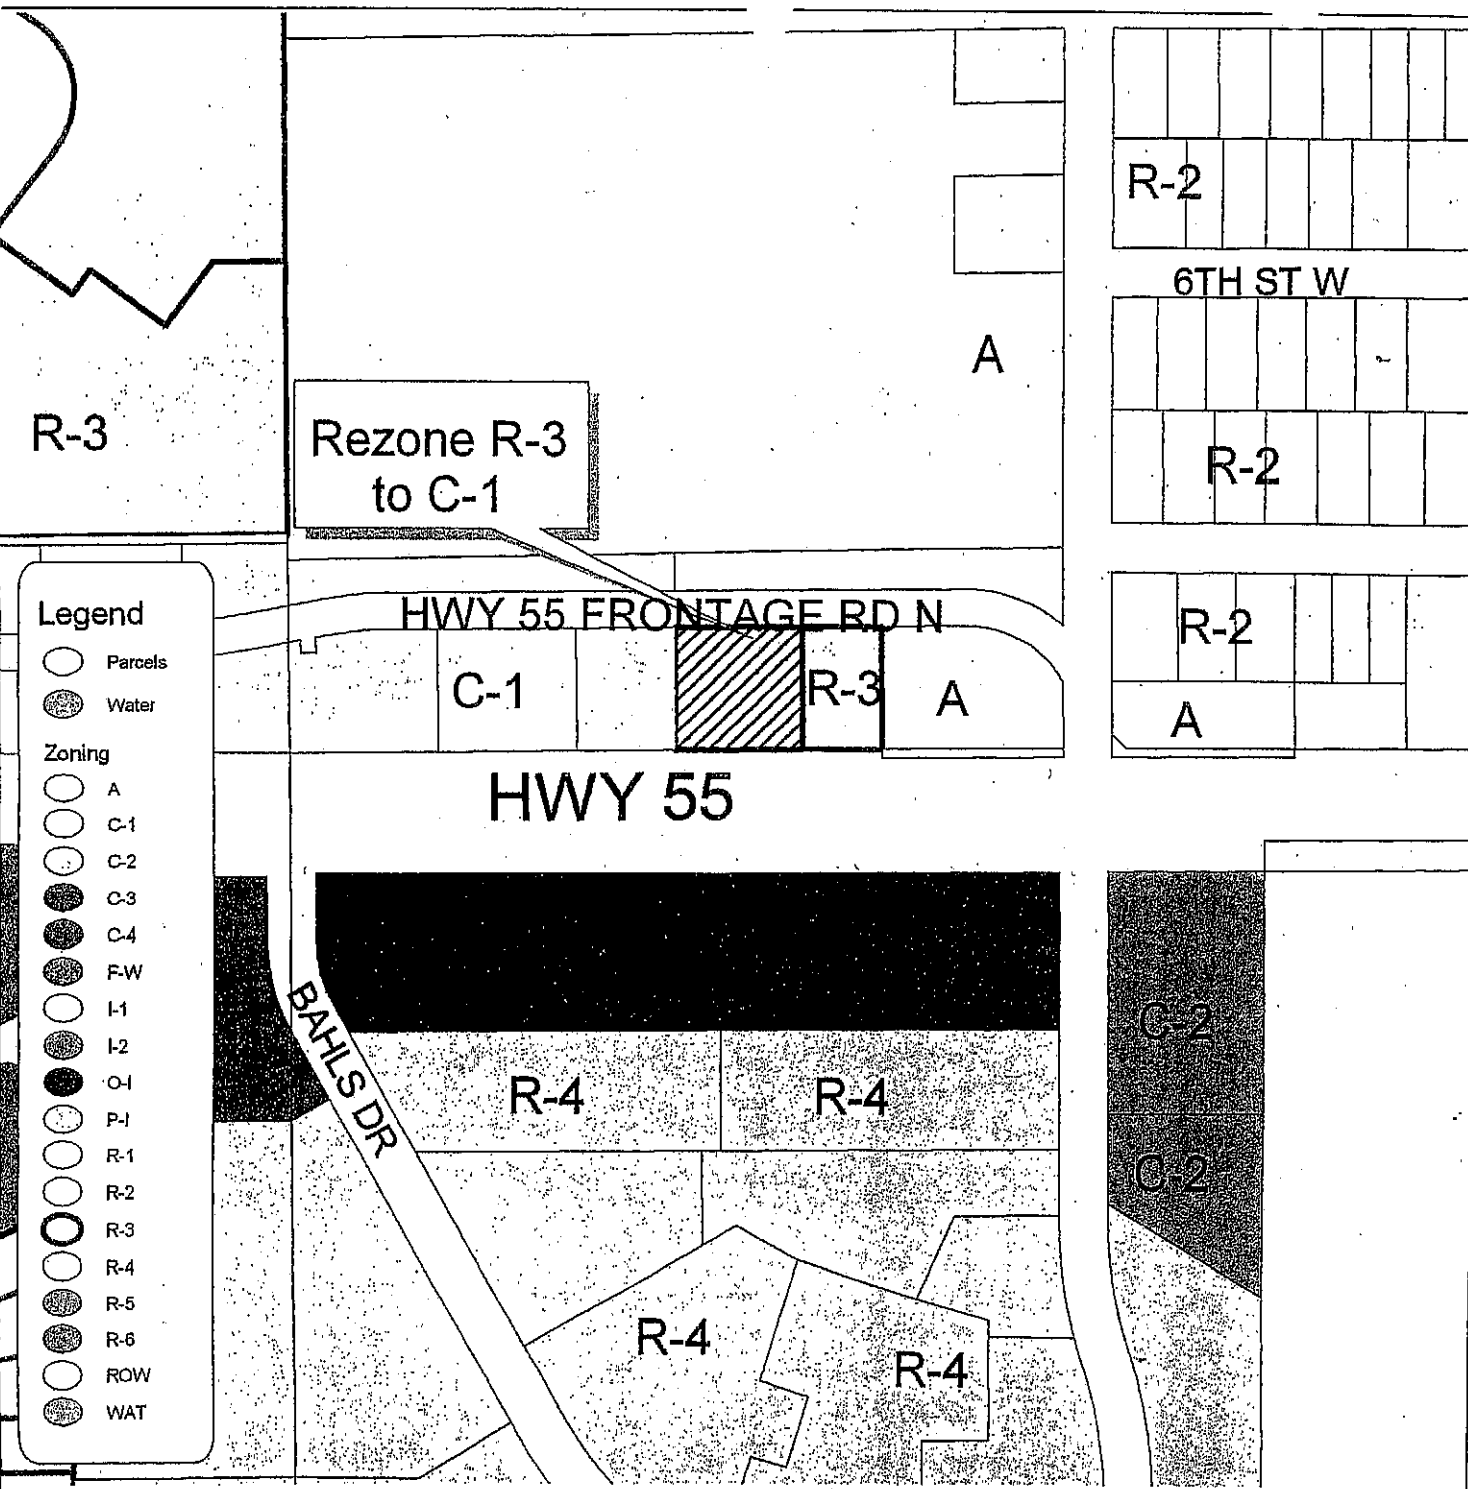 R-2
6TH ST W
A
R-3
Rezone R-3
to C-1
R-2
HWY 55 FRONTAGE RD N
R-2
C-1
R-3
A
A
HWY 55
Legend
Parcels
Water
Zoning
A
C-1
C-2
C-3
C-4
F-W
I-1
I-2
O-I
P-I
R-1
R-2
R-3
R-4
R-5
R-6
ROW
WAT
BAHLS DR
C-2
R-4
R-4
C-2
R-4
R-4